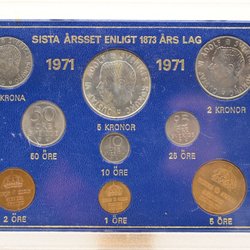 SISTA ÅRSSET ENLIGT 1873 ÅRS LAG
1971 1971
KRONA
5 KRONOR
2 KRONOR
50 ÖRE
10 ÖRE
25 ÖRE
2 ÖRE
1 ÖRE
5 ÖRE